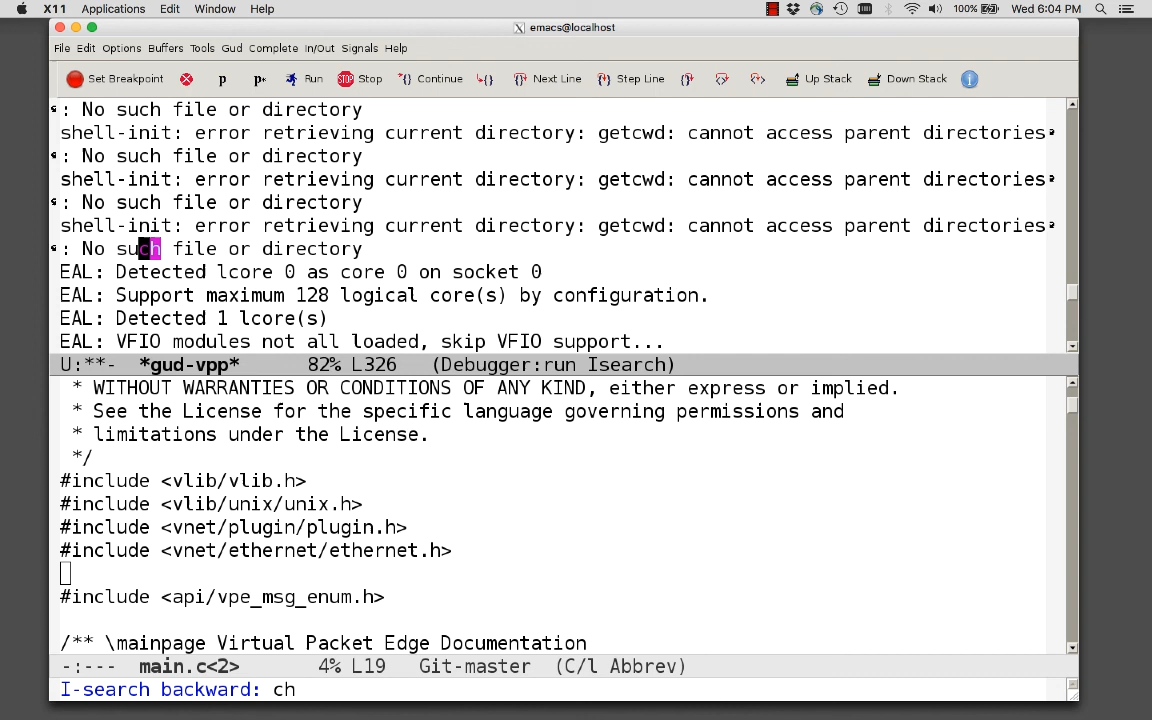 X11 Applications Edit Window Help 100% Wed 6:04 PM
emacs@localhost
File Edit Options Buffers Tools Gud Complete In/Out Signals Help
Set Breakpoint p p* Run STOP Stop Continue Next Line Step Line Up Stack Down Stack
: No such file or directory
shell-init: error retrieving current directory: getcwd: cannot access parent directories
: No such file or directory
shell-init: error retrieving current directory: getcwd: cannot access parent directories
: No such file or directory
shell-init: error retrieving current directory: getcwd: cannot access parent directories
: No such file or directory
EAL: Detected lcore 0 as core 0 on socket 0
EAL: Support maximum 128 logical core(s) by configuration.
EAL: Detected 1 lcore(s)
EAL: VFIO modules not all loaded, skip VFIO support...
U:**- *gud-vpp* 82% L326 (Debugger:run Isearch)
* WITHOUT WARRANTIES OR CONDITIONS OF ANY KIND, either express or implied.
* See the License for the specific language governing permissions and
* limitations under the License.
*/
#include <vlib/vlib.h>
#include <vlib/unix/unix.h>
#include <vnet/plugin/plugin.h>
#include <vnet/ethernet/ethernet.h>
#include <api/vpe_msg_enum.h>
/** \mainpage Virtual Packet Edge Documentation
-:--- main.c<2> 4% L19 Git-master (C/l Abbrev)
I-search backward: ch